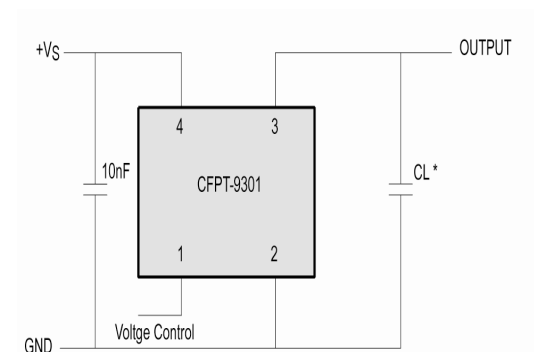 +VS
OUTPUT
4
3
10nF
CFPT-9301
CL *
1
2
Voltge Control
GND